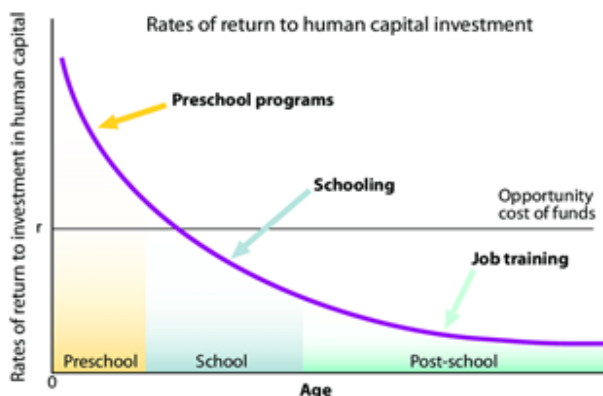 Rates of return to human capital investment
Rates of return to investment in human capital
Preschool programs
Schooling
Opportunity
cost of funds
r
Job training
Preschool
School
Post-school
0
Age